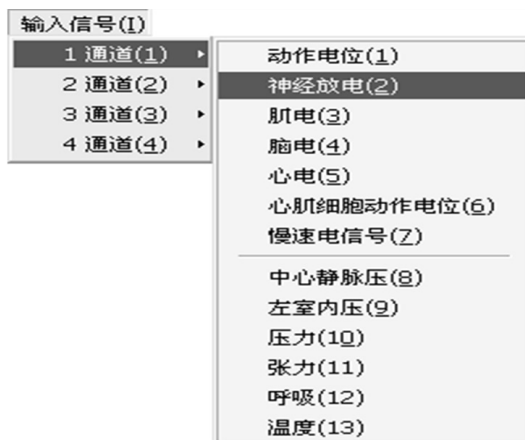 输入信号(I)
1 通道(1)
2 通道(2)
3 通道(3)
4 通道(4)
动作电位(1)
神经放电(2)
肌电(3)
脑电(4)
心电(5)
心肌细胞动作电位(6)
慢速电信号(7)
中心静脉压(8)
左室内压(9)
压力(10)
张力(11)
呼吸(12)
温度(13)